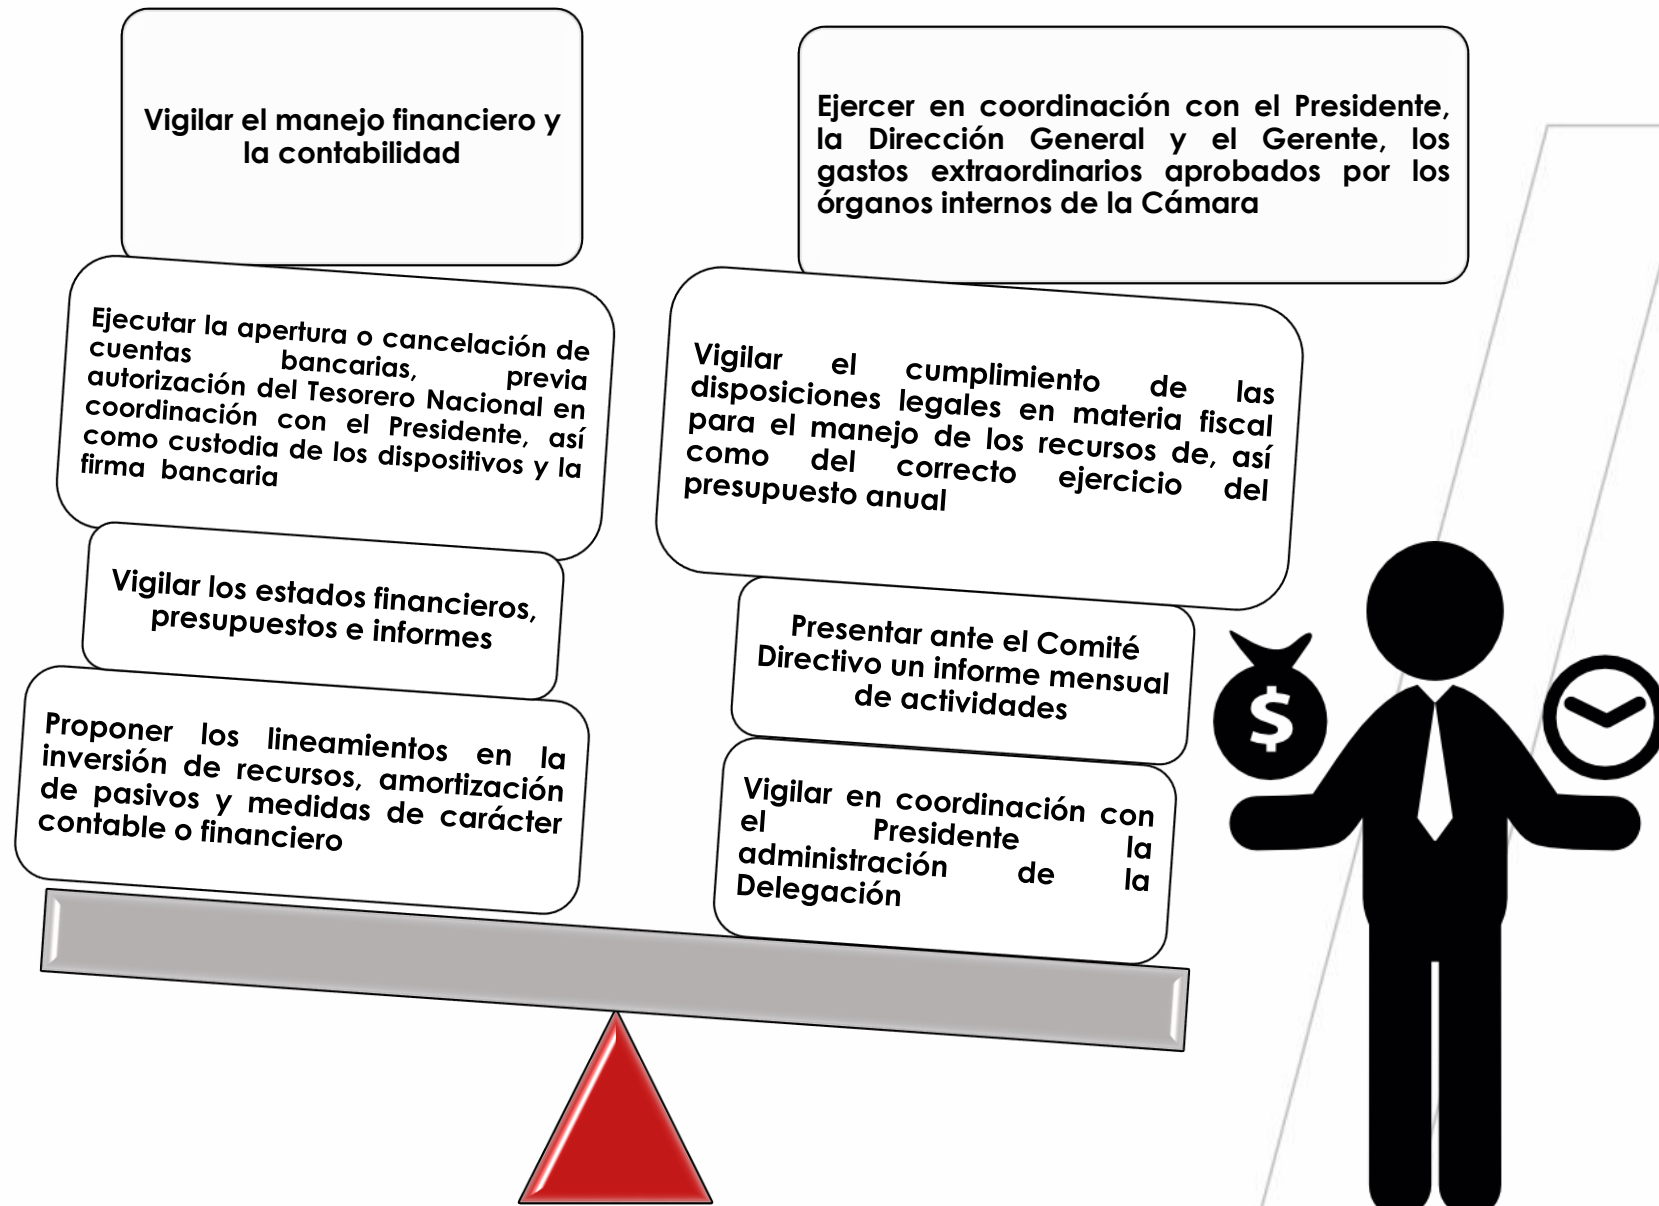 Vigilar el manejo financiero y
la contabilidad
Ejecutar la apertura o cancelación de
cuentas bancarias, previa
autorización del Tesorero Nacional en
coordinación con el Presidente, así
como custodia de los dispositivos y la
firma bancaria
Vigilar los estados financieros,
presupuestos e informes
Proponer los lineamientos en la
inversión de recursos, amortización
de pasivos y medidas de carácter
contable o financiero
Ejercer en coordinación con el Presidente,
la Dirección General y el Gerente, los
gastos extraordinarios aprobados por los
órganos internos de la Cámara
Vigilar el cumplimiento de las
disposiciones legales en materia fiscal
para el manejo de los recursos de, así
como del correcto ejercicio del
presupuesto anual
Presentar ante el Comité
Directivo un informe mensual
de actividades
Vigilar en coordinación con
el Presidente la
administración de la
Delegación
$